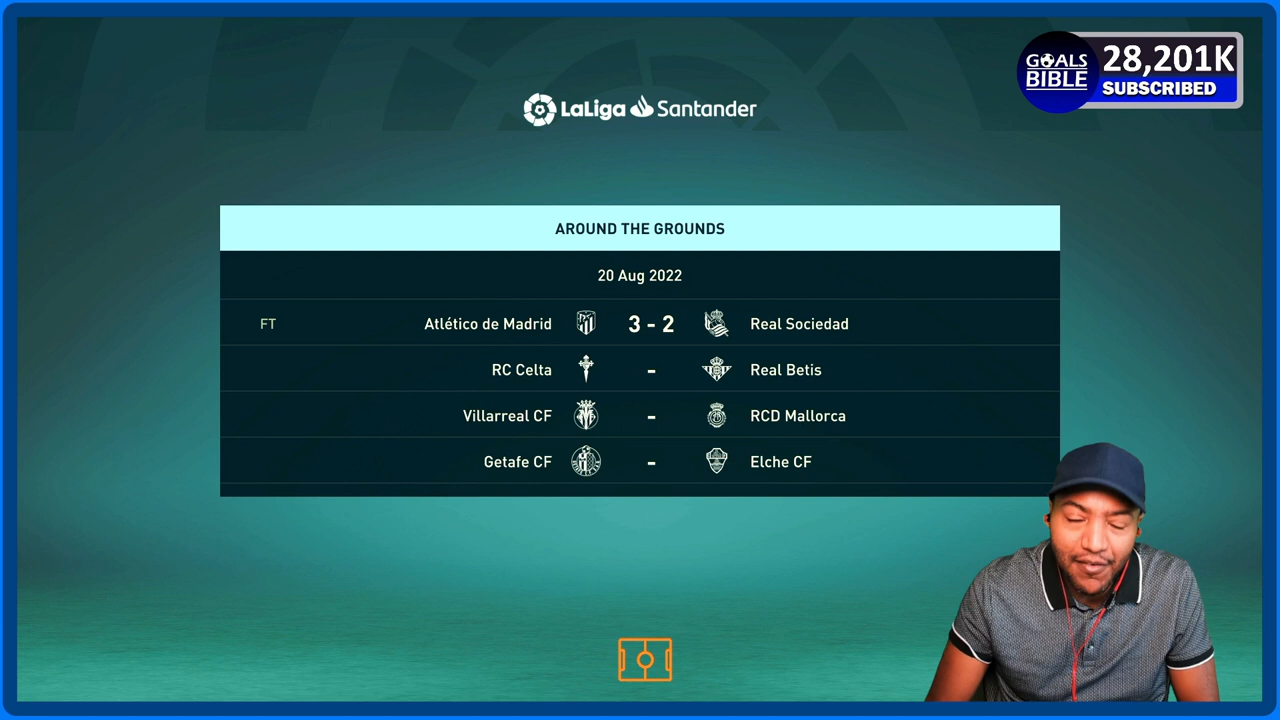 GOALS
BIBLE
28,201K
SUBSCRIBED
LaLiga Santander
AROUND THE GROUNDS
20 Aug 2022
FT Atlético de Madrid 3 - 2 Real Sociedad
RC Celta - Real Betis
Villarreal CF - RCD Mallorca
Getafe CF - Elche CF